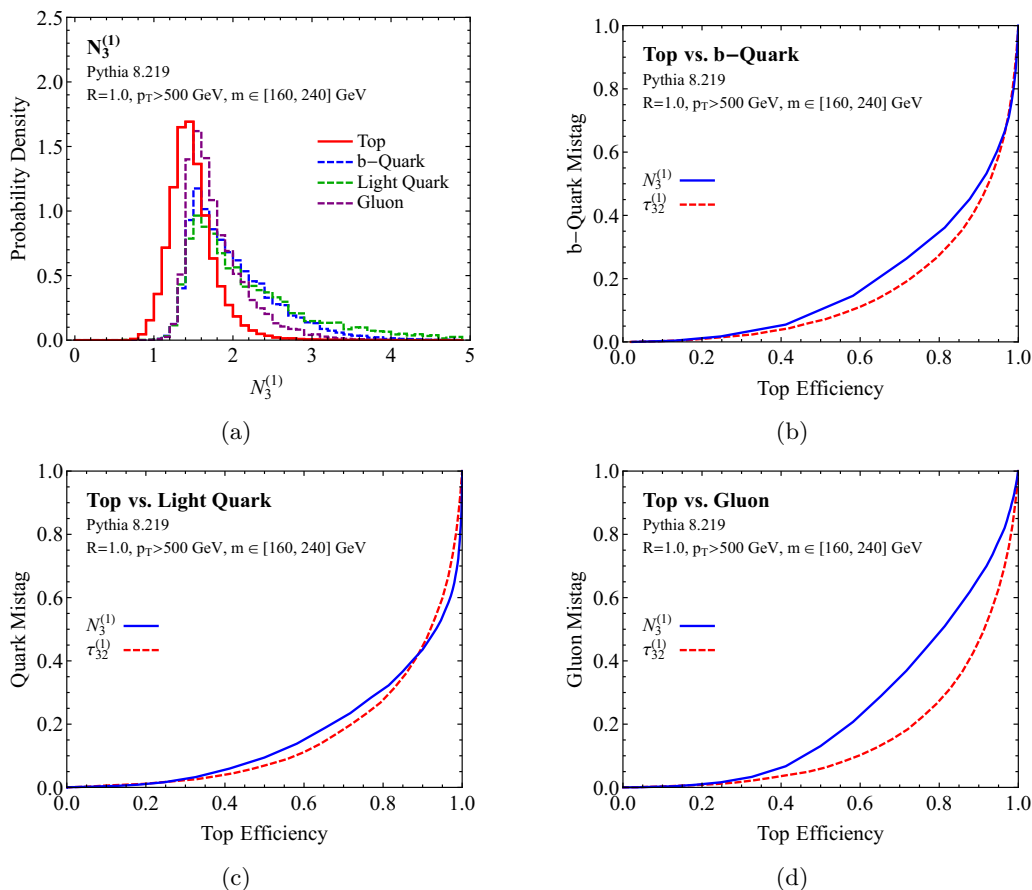 N₃⁽¹⁾
Pythia 8.219
R=1.0, p_T>500 GeV, m ∈ [160, 240] GeV
Top
b−Quark
Light Quark
Gluon
Probability Density
2.5
2.0
1.5
1.0
0.5
0.0
0 1 2 3 4 5
N₃⁽¹⁾
(a)
Top vs. b−Quark
Pythia 8.219
R=1.0, p_T>500 GeV, m ∈ [160, 240] GeV
N₃⁽¹⁾
τ₃₂⁽¹⁾
b−Quark Mistag
1.0
0.8
0.6
0.4
0.2
0.0
0.0 0.2 0.4 0.6 0.8 1.0
Top Efficiency
(b)
Top vs. Light Quark
Pythia 8.219
R=1.0, p_T>500 GeV, m ∈ [160, 240] GeV
N₃⁽¹⁾
τ₃₂⁽¹⁾
Quark Mistag
1.0
0.8
0.6
0.4
0.2
0.0
0.0 0.2 0.4 0.6 0.8 1.0
Top Efficiency
(c)
Top vs. Gluon
Pythia 8.219
R=1.0, p_T>500 GeV, m ∈ [160, 240] GeV
N₃⁽¹⁾
τ₃₂⁽¹⁾
Gluon Mistag
1.0
0.8
0.6
0.4
0.2
0.0
0.0 0.2 0.4 0.6 0.8 1.0
Top Efficiency
(d)